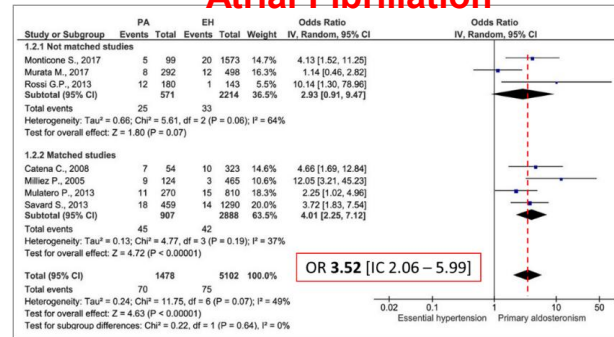 Atrial Fibrillation
PA EH Odds Ratio Odds Ratio
Study or Subgroup Events Total Events Total Weight IV, Random, 95% CI IV, Random, 95% CI
1.2.1 Not matched studies
Monticone S., 2017 5 99 20 1573 14.3% 4.13 [1.52, 11.25]
Murata M., 2017 8 292 12 498 16.3% 1.14 [0.46, 2.82]
Rossi G.P., 2013 12 180 1 143 5.9% 10.14 [1.30, 78.96]
Subtotal (95% CI) 571 2214 36.5% 2.93 [0.91, 9.47]
Total events 25 33
Heterogeneity: Tau² = 0.66; Chi² = 5.61, df = 2 (P = 0.06); I² = 64%
Test for overall effect: Z = 1.80 (P = 0.07)
1.2.2 Matched studies
Catena C., 2008 7 54 10 323 14.6% 4.66 [1.69, 12.84]
Milliez P., 2005 9 124 3 465 10.6% 12.05 [3.21, 45.23]
Mulatero P., 2013 11 270 15 810 18.4% 2.25 [1.02, 4.96]
Savard S., 2013 18 459 14 1290 20.0% 3.72 [1.83, 7.54]
Subtotal (95% CI) 907 2888 63.5% 4.01 [2.25, 7.12]
Total events 45 42
Heterogeneity: Tau² = 0.13; Chi² = 4.77, df = 3 (P = 0.19); I² = 37%
Test for overall effect: Z = 4.72 (P < 0.00001)
Total (95% CI) 1478 5102 100.0%
OR 3.52 [IC 2.06 – 5.99]
Total events 70 75
Heterogeneity: Tau² = 0.24; Chi² = 11.75, df = 6 (P = 0.07); I² = 49%
Test for overall effect: Z = 4.63 (P < 0.00001)
Test for subgroup differences: Chi² = 0.22, df = 1 (P = 0.64), I² = 0%
0.02 0.1 1 10 50
Essential hypertension Primary aldosteronism